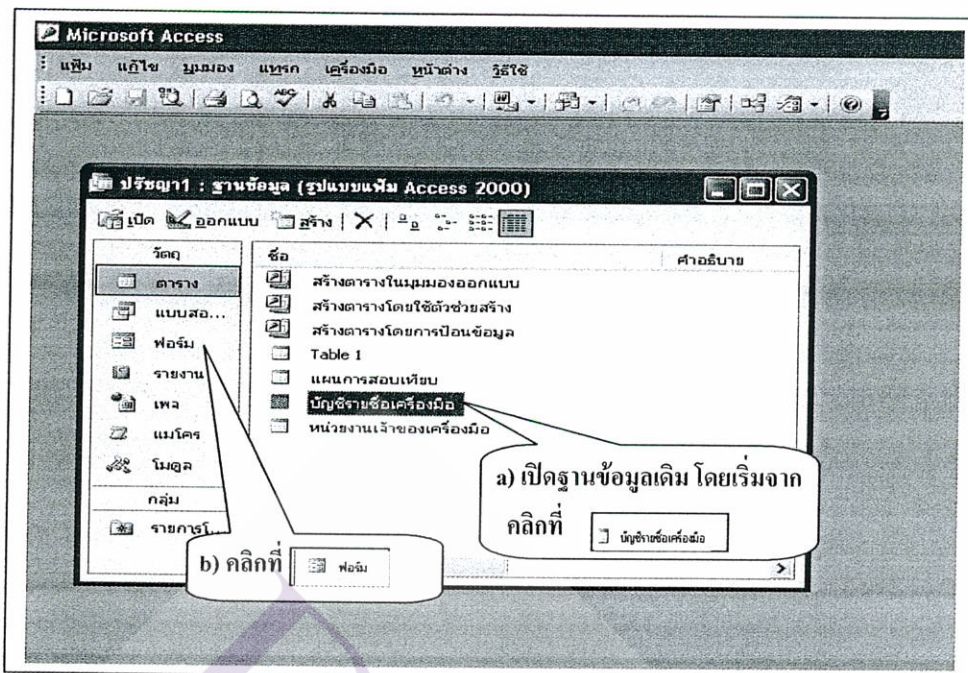 Microsoft Access
แฟ้ม แก้ไข มุมมอง แทรก เครื่องมือ หน้าต่าง วิธีใช้
ปรัชญา1 : ฐานข้อมูล (รูปแบบแฟ้ม Access 2000)
เปิด ออกแบบ สร้าง
วัตถุ
ตาราง
แบบสอ...
ฟอร์ม
รายงาน
เพล
แมโคร
โมดูล
กลุ่ม
รายการโ...
ชื่อ คำอธิบาย
สร้างตารางในมุมมองออกแบบ
สร้างตารางโดยใช้ตัวช่วยสร้าง
สร้างตารางโดยการป้อนข้อมูล
Table 1
แผนการสอบเทียบ
บัญชีรายชื่อเครื่องมือ
หน่วยงานเจ้าของเครื่องมือ
a) เปิดฐานข้อมูลเดิม โดยเริ่มจาก
คลิกที่ บัญชีรายชื่อเครื่องมือ
b) คลิกที่ ฟอร์ม